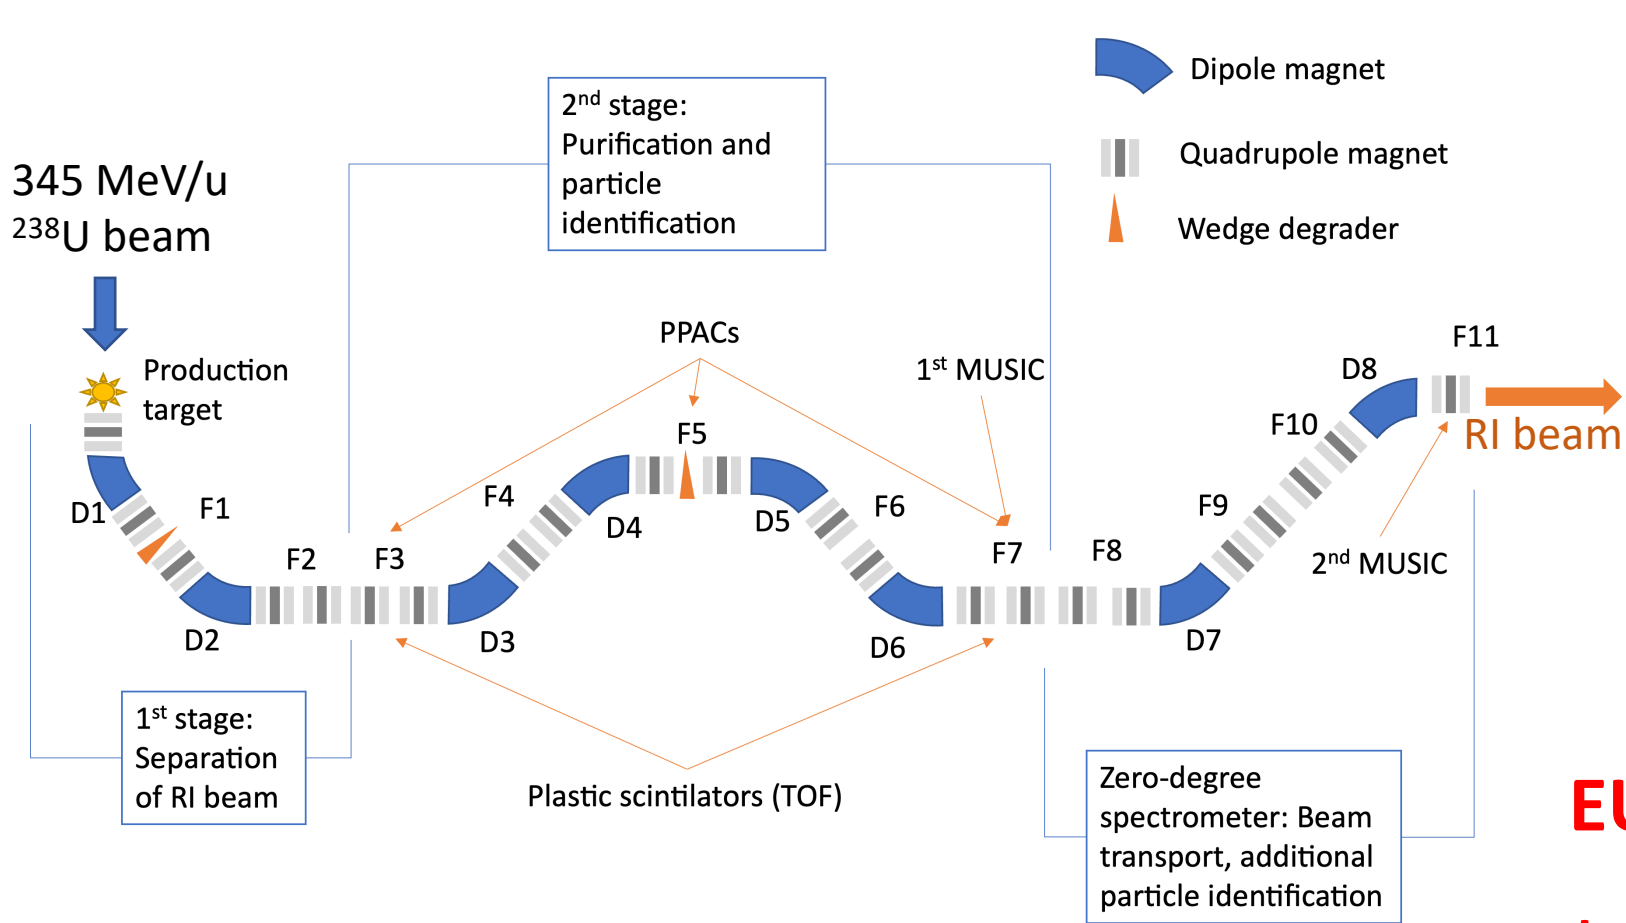 Dipole magnet
Quadrupole magnet
Wedge degrader
2nd stage:
Purification and
particle
identification
345 MeV/u
238U beam
Production
target
PPACs
1st MUSIC
F11
D8
F10
RI beam
F5
F4
D4
D5
F6
F9
D1
F1
F2
F3
F7
F8
2nd MUSIC
D2
D3
D6
D7
1st stage:
Separation
of RI beam
Plastic scintilators (TOF)
Zero-degree
spectrometer: Beam
transport, additional
particle identification